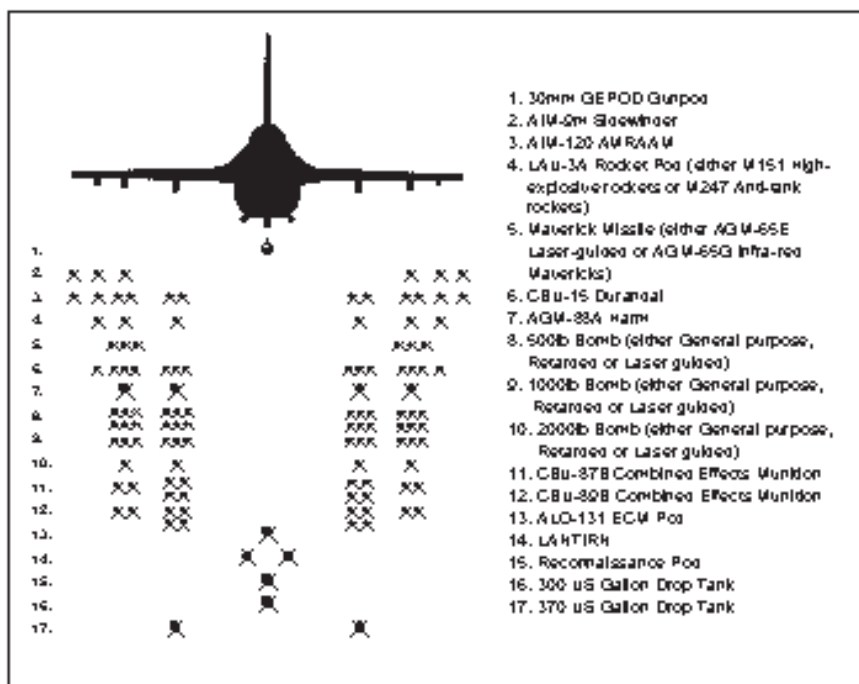 1. 30mm GEPOD Gunpod
2. AIM-9m Sidewinder
3. AIM-120 AMRAAM
4. LAU-3A Rocket Pod (either M151 High-
explosive rockets or M247 Anti-tank
rockets)
5. Maverick Missile (either AGM-65E
Laser-guided or AGM-65G Infra-red
Mavericks)
6. CBU-15 Durandal
7. AGM-88A Harm
8. 500lb Bomb (either General purpose,
Retarded or Laser guided)
9. 1000lb Bomb (either General purpose,
Retarded or Laser guided)
10. 2000lb Bomb (either General purpose,
Retarded or Laser guided)
11. CBU-87B Combined Effects Munition
12. CBU-89B Combined Effects Munition
13. ALQ-131 ECM Pod
14. LANTIRN
15. Reconnaissance Pod
16. 300 US Gallon Drop Tank
17. 370 US Gallon Drop Tank
1.
2.
3.
4.
5.
6.
7.
8.
9.
10.
11.
12.
13.
14.
15.
16.
17.